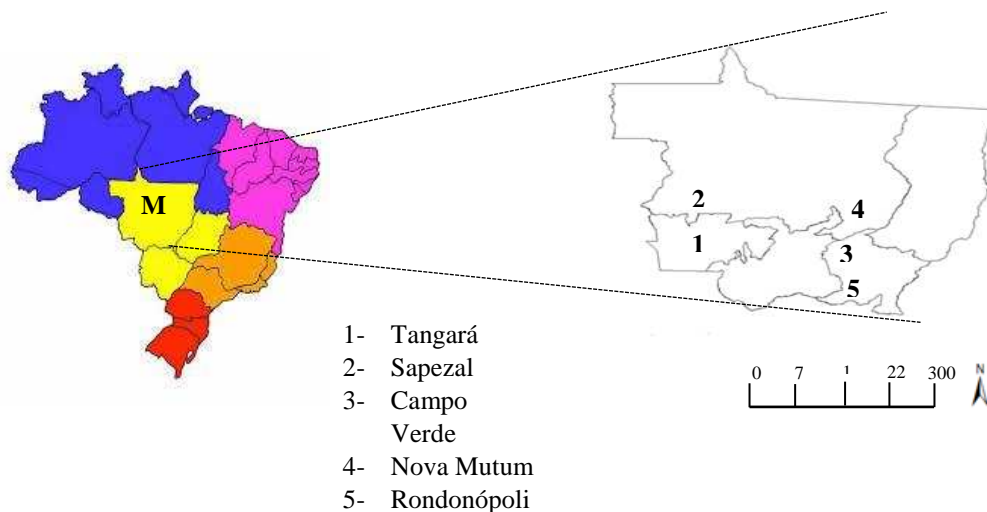 M
2
4
1
3
5
1- Tangará
2- Sapezal
3- Campo
Verde
4- Nova Mutum
5- Rondonópoli
0 7 1 22 300
N